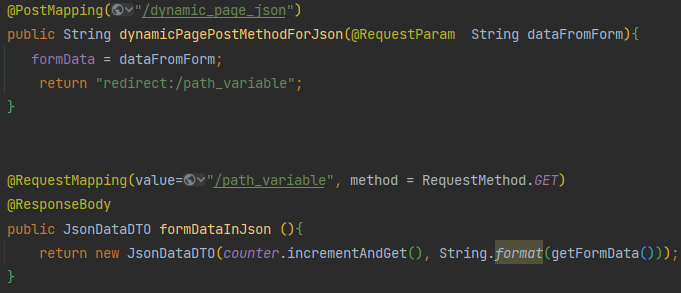 @PostMapping("/dynamic_page_json")
public String dynamicPagePostMethodForJson(@RequestParam  String dataFromForm){
   formData = dataFromForm;
    return "redirect:/path_variable";
}
@RequestMapping(value="/path_variable", method = RequestMethod.GET)
@ResponseBody
public JsonDataDTO formDataInJson (){
    return new JsonDataDTO(counter.incrementAndGet(), String.format(getFormData()));
}